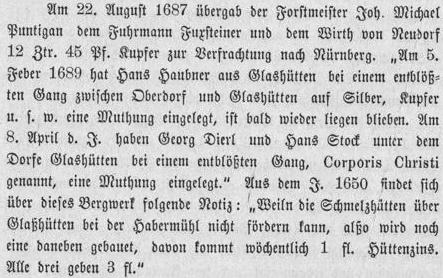 Am 22. August 1687 übergab der Forstmeister Joh. Michael
Puntigan dem Fuhrmann Fuxsteiner und dem Wirth von Neudorf
12 Ztr. 45 Pf. Kupfer zur Verfrachtung nach Nürnberg. „Am 5.
Feber 1689 hat Hans Haubner aus Glashütten bei einem entblöß-
ten Gang zwischen Oberdorf und Glashütten auf Silber, Kupfer
u. s. w. eine Muthung eingelegt, ist bald wieder liegen blieben. Am
8. April d. J. haben Georg Dierl und Hans Stock unter dem
Dorfe Glashütten bei einem entblößten Gang, Corporis Christi
genannt, eine Muthung eingelegt.“ Aus dem J. 1650 findet sich
über dieses Bergwerk folgende Notiz: „Weiln die Schmelzhätten über
Glaßhütten bei der Habermühl nicht fördern kann, alßo wird noch
eine daneben gebauet, davon kommt wöchentlich 1 fl. Hüttenzins.
Alle drei geben 3 fl.“